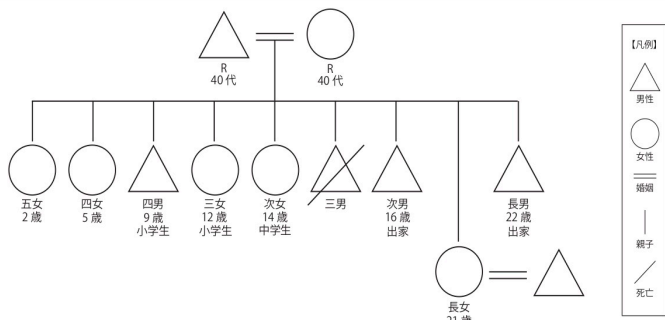 R
40代
R
40代
五女
2歳
四女
5歳
四男
9歳
小学生
三女
12歳
小学生
次女
14歳
中学生
三男
次男
16歳
出家
長男
22歳
出家
長女
21歳
【凡例】
男性
女性
婚姻
親子
死亡